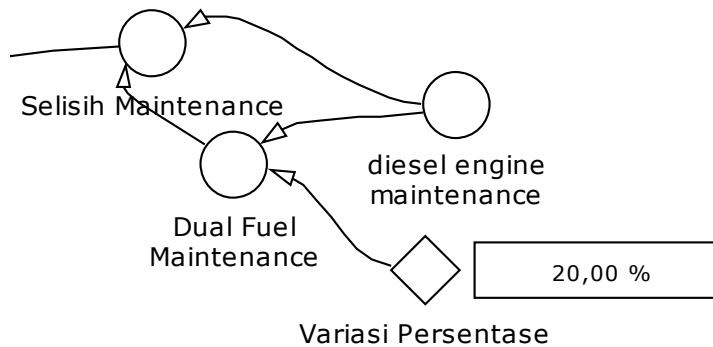 Selisih Maintenance
diesel engine
maintenance
Dual Fuel
Maintenance
20,00 %
Variasi Persentase